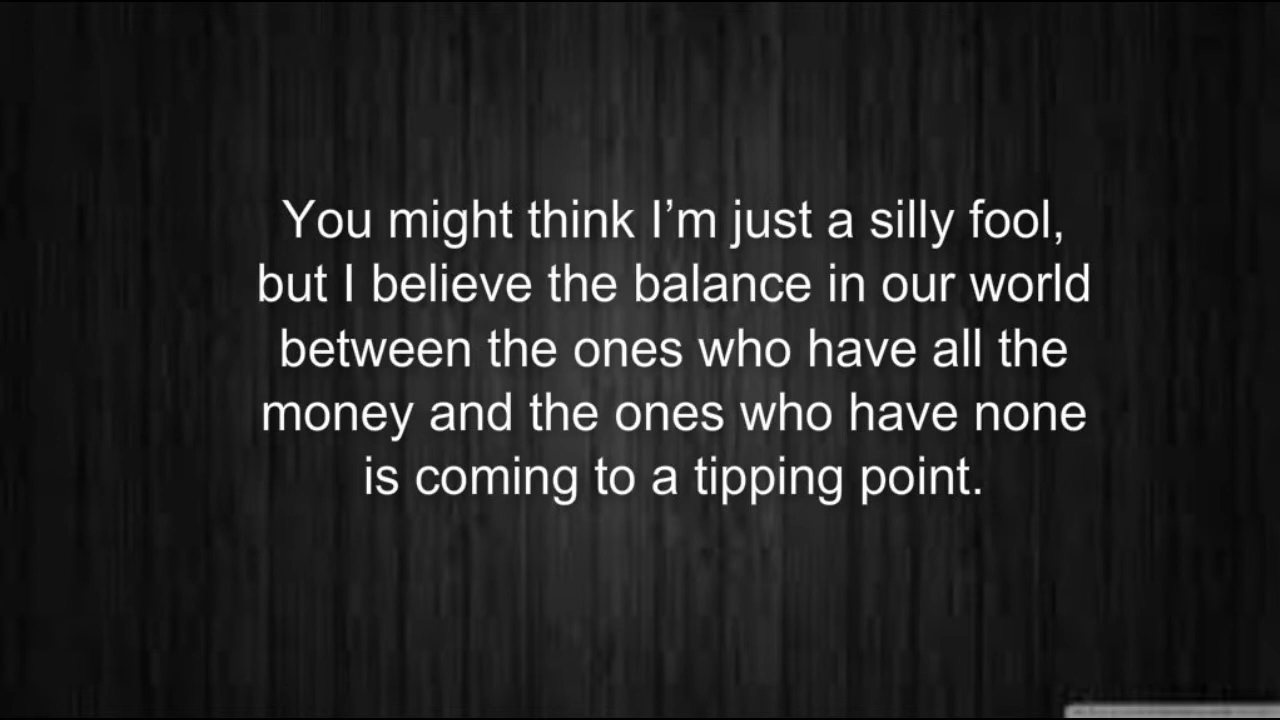 You might think I’m just a silly fool,
but I believe the balance in our world
between the ones who have all the
money and the ones who have none
is coming to a tipping point.